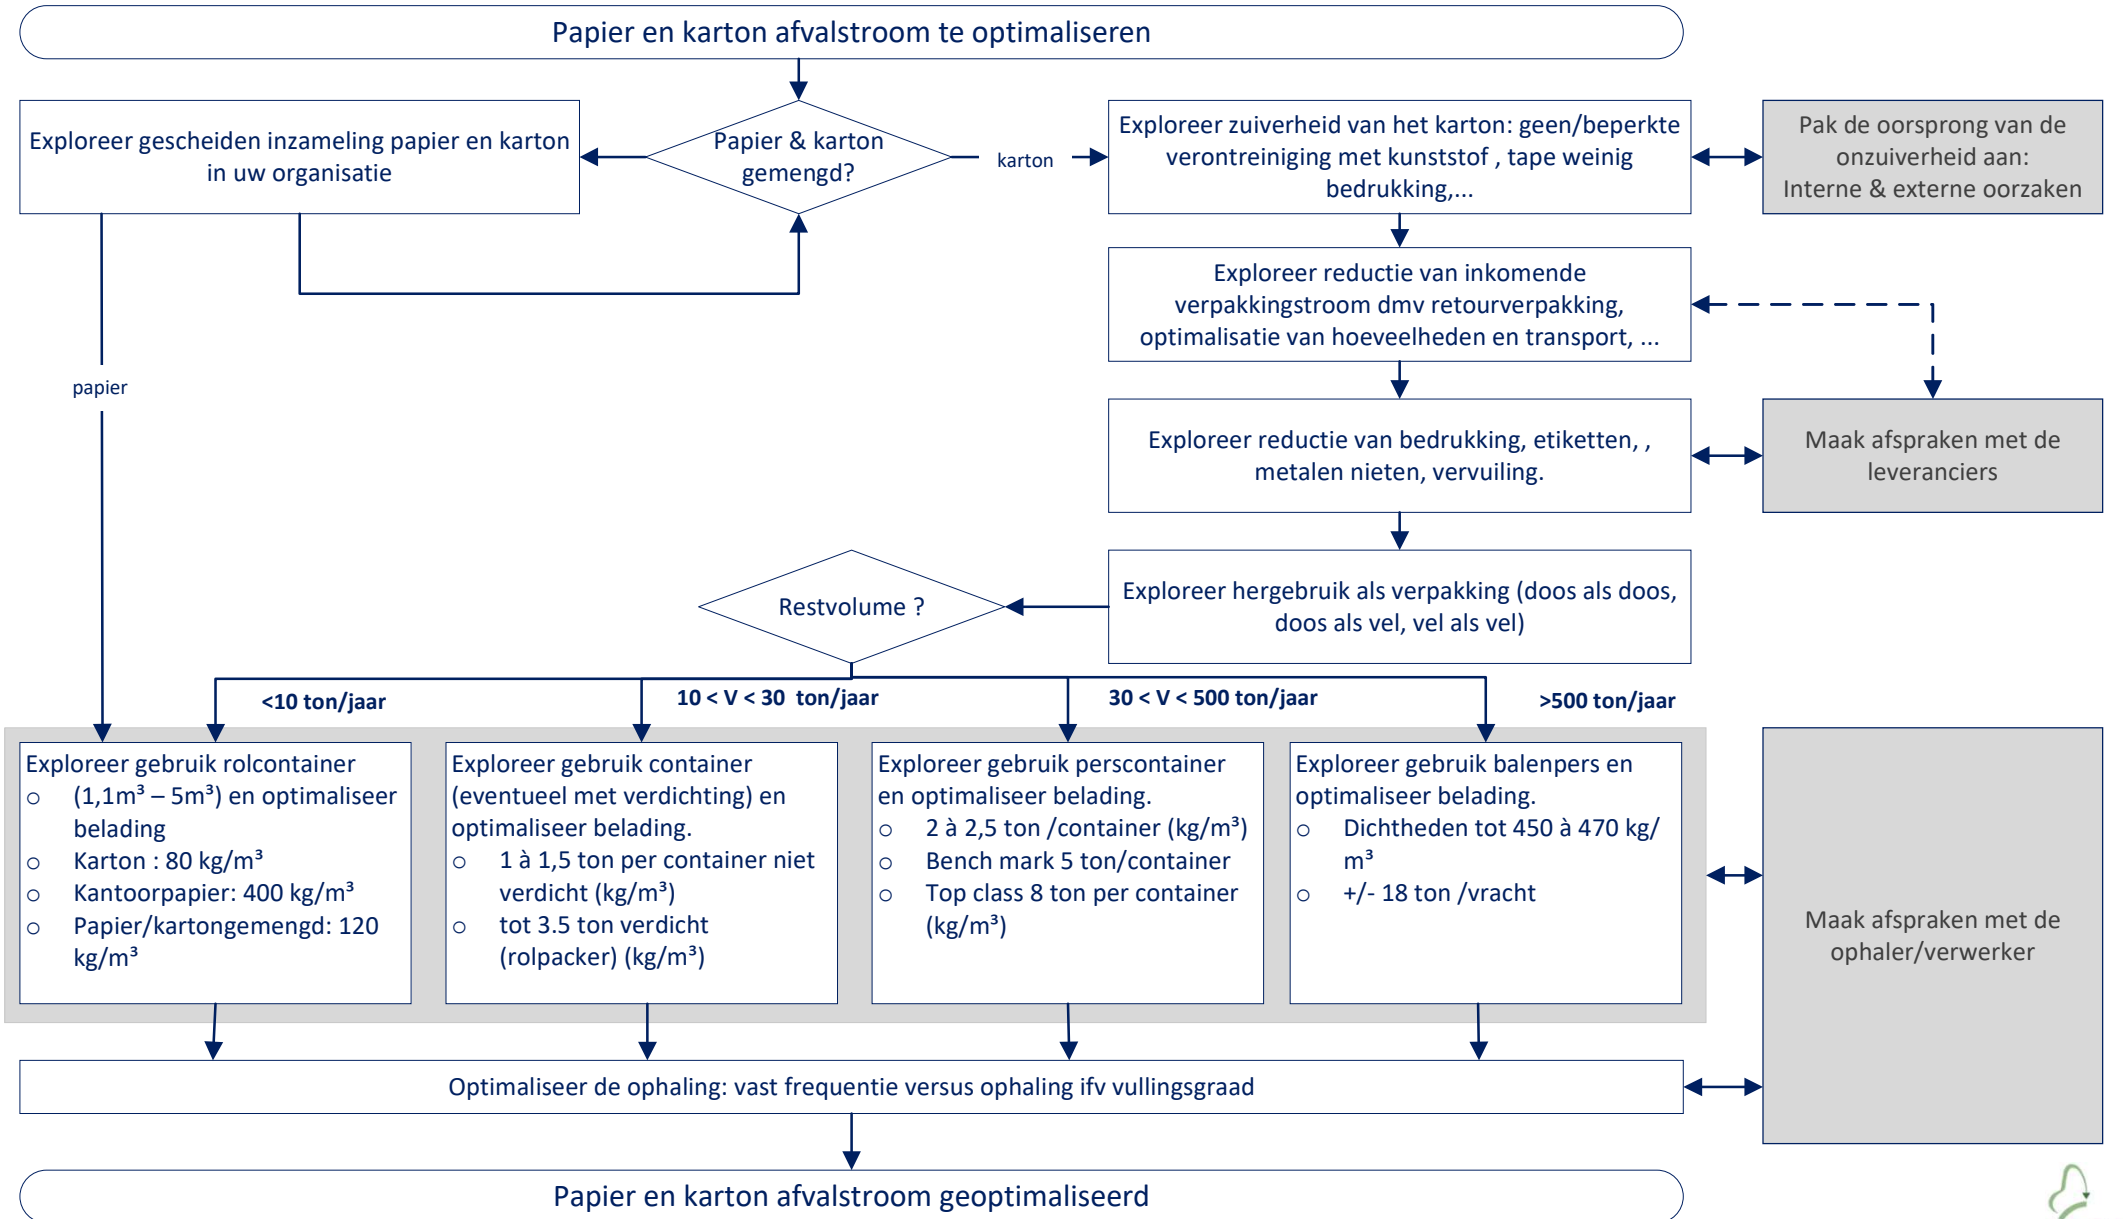 Papier en karton afvalstroom te optimaliseren
Exploreer gescheiden inzameling papier en karton
in uw organisatie
Papier & karton
gemengd?
karton
Exploreer zuiverheid van het karton: geen/beperkte
verontreiniging met kunststof , tape weinig
bedrukking,...
Pak de oorsprong van de
onzuiverheid aan:
Interne & externe oorzaken
Exploreer reductie van inkomende
verpakkingstroom dmv retourverpakking,
optimalisatie van hoeveelheden en transport, ...
papier
Exploreer reductie van bedrukking, etiketten, ,
metalen nieten, vervuiling.
Maak afspraken met de
leveranciers
Restvolume ?
Exploreer hergebruik als verpakking (doos als doos,
doos als vel, vel als vel)
<10 ton/jaar
10 < V < 30 ton/jaar
30 < V < 500 ton/jaar
>500 ton/jaar
Exploreer gebruik rolcontainer
o (1,1m³ – 5m³) en optimaliseer
belading
o Karton : 80 kg/m³
o Kantoorpapier: 400 kg/m³
o Papier/kartongemengd: 120
kg/m³
Exploreer gebruik container
(eventueel met verdichting) en
optimaliseer belading.
o 1 à 1,5 ton per container niet
verdicht (kg/m³)
o tot 3.5 ton verdicht
(rolpacker) (kg/m³)
Exploreer gebruik perscontainer
en optimaliseer belading.
o 2 à 2,5 ton /container (kg/m³)
o Bench mark 5 ton/container
o Top class 8 ton per container
(kg/m³)
Exploreer gebruik balenpers en
optimaliseer belading.
o Dichtheden tot 450 à 470 kg/
m³
o +/- 18 ton /vracht
Maak afspraken met de
ophaler/verwerker
Optimaliseer de ophaling: vast frequentie versus ophaling ifv vullingsgraad
Papier en karton afvalstroom geoptimaliseerd